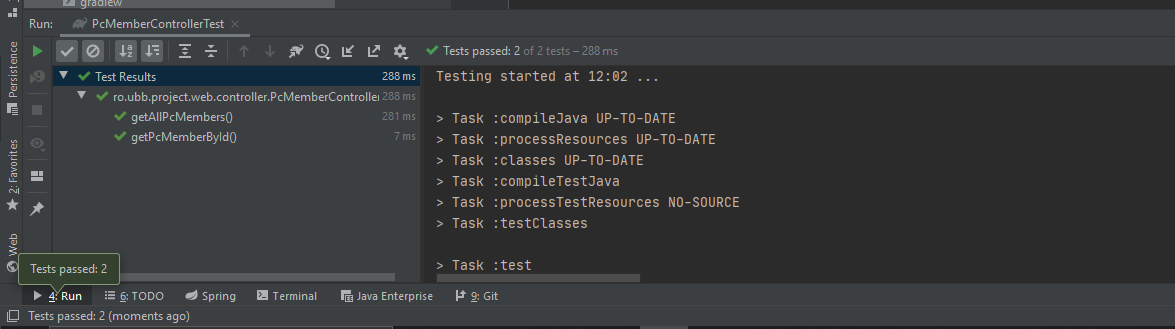 gradlew
Run: PcMemberControllerTest
Tests passed: 2 of 2 tests – 288 ms
Test Results 288 ms
ro.ubb.project.web.controller.PcMemberController 288 ms
getAllPcMembers() 281 ms
getPcMemberById() 7 ms
Testing started at 12:02 ...
> Task :compileJava UP-TO-DATE
> Task :processResources UP-TO-DATE
> Task :classes UP-TO-DATE
> Task :compileTestJava
> Task :processTestResources NO-SOURCE
> Task :testClasses
> Task :test
Persistence
2: Favorites
Web
Tests passed: 2
4: Run 6: TODO Spring Terminal Java Enterprise 9: Git
Tests passed: 2 (moments ago)